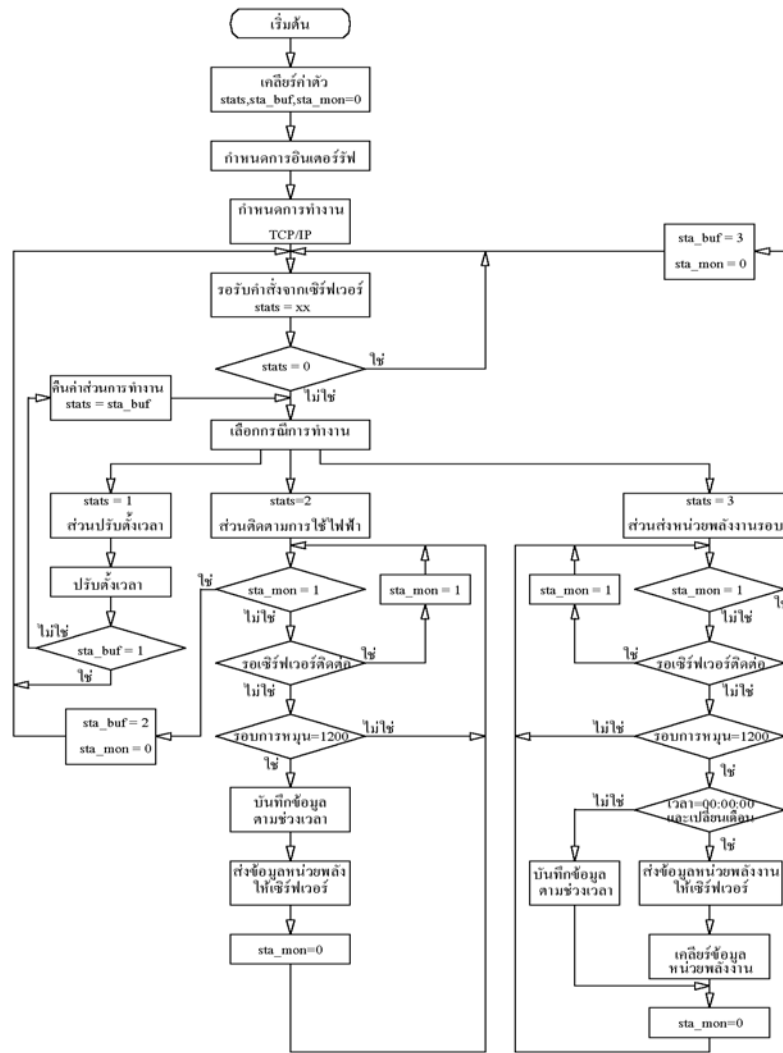 เริ่มต้น
เคลียร์ค่าตัว
stats,sta_buf,sta_mon=0
กำหนดการอินเตอร์รัฟ
กำหนดการทำงาน
TCP/IP
sta_buf = 3
sta_mon = 0
รอรับคำสั่งจากเซิร์ฟเวอร์
stats = xx
stats = 0
ใช่
ไม่ใช่
คืนค่าส่วนการทำงาน
stats = sta_buf
เลือกกรณีการทำงาน
stats = 1
ส่วนปรับตั้งเวลา
stats=2
ส่วนติดตามการใช้ไฟฟ้า
stats = 3
ส่วนส่งหน่วยพลังงานรอบ
ปรับตั้งเวลา
ใช่
sta_mon = 1
sta_mon = 1
sta_mon = 1
sta_mon = 1
ใช่
ไม่ใช่
ไม่ใช่
ไม่ใช่
sta_buf = 1
ใช่
รอเซิร์ฟเวอร์ติดต่อ
ใช่
ใช่
รอเซิร์ฟเวอร์ติดต่อ
ไม่ใช่
ไม่ใช่
sta_buf = 2
sta_mon = 0
รอบการหมุน=1200
ไม่ใช่
ไม่ใช่
รอบการหมุน=1200
ใช่
ใช่
บันทึกข้อมูล
ตามช่วงเวลา
ไม่ใช่
เวลา=00:00:00
และเปลี่ยนเดือน
ใช่
ส่งข้อมูลหน่วยพลัง
ให้เซิร์ฟเวอร์
บันทึกข้อมูล
ตามช่วงเวลา
ส่งข้อมูลหน่วยพลังงาน
ให้เซิร์ฟเวอร์
sta_mon=0
เคลียร์ข้อมูล
หน่วยพลังงาน
sta_mon=0